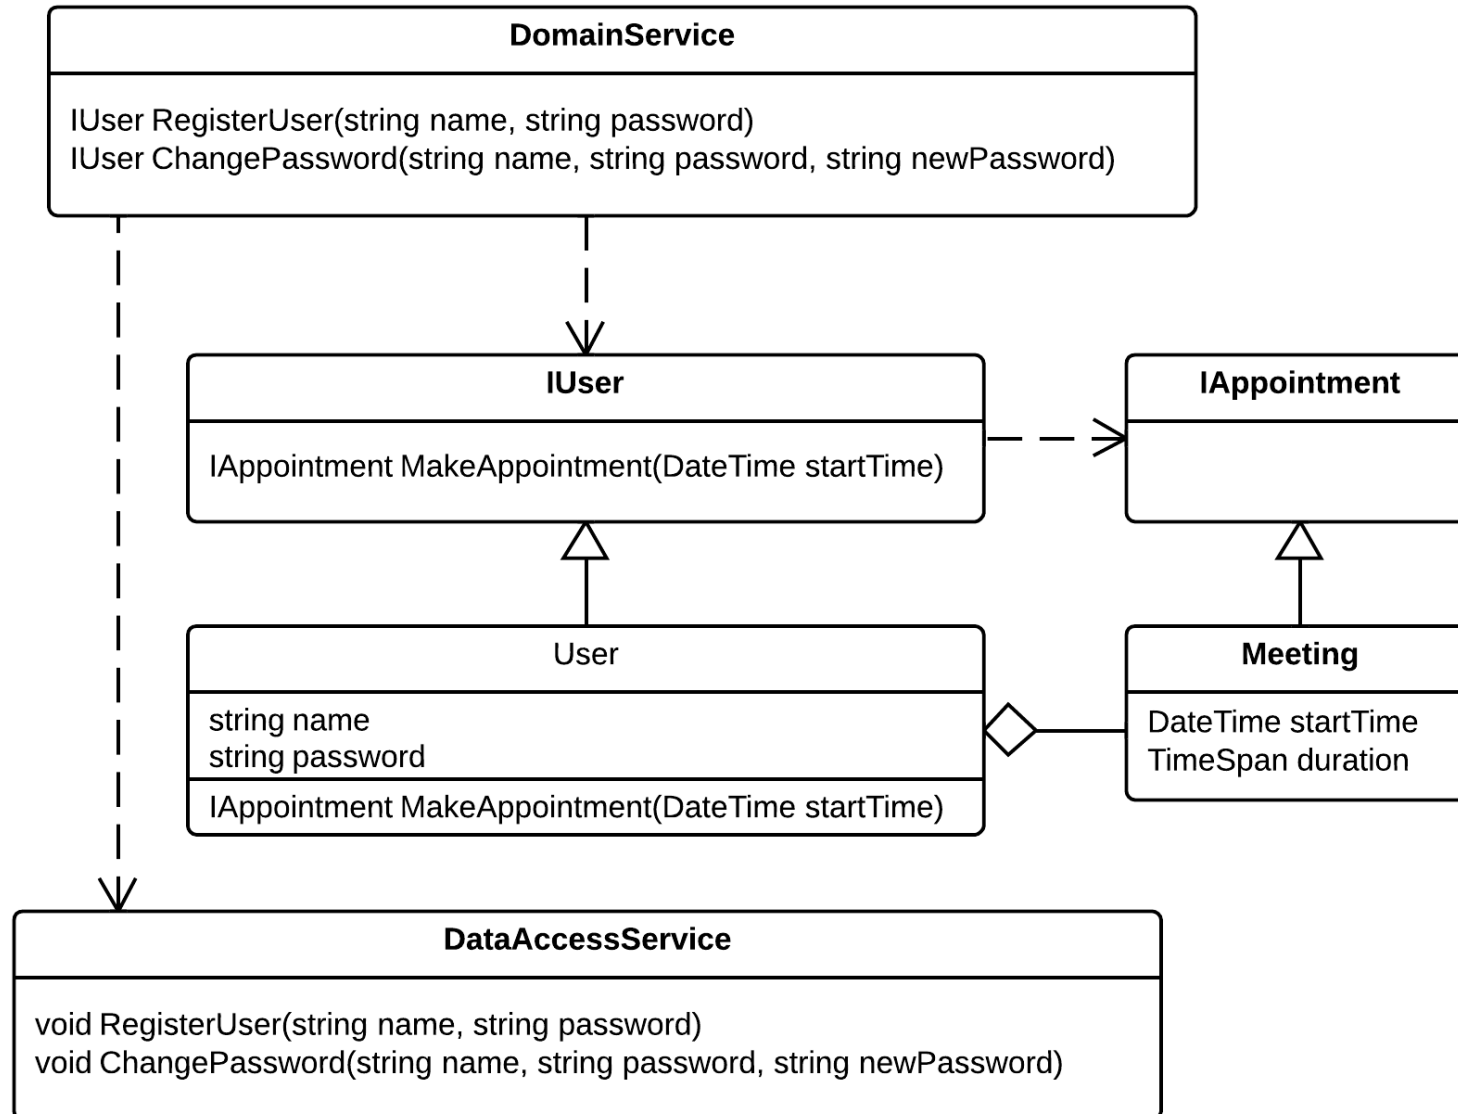 DomainService
IUser RegisterUser(string name, string password)
IUser ChangePassword(string name, string password, string newPassword)
IUser
IAppointment MakeAppointment(DateTime startTime)
IAppointment
User
string name
string password
IAppointment MakeAppointment(DateTime startTime)
Meeting
DateTime startTime
TimeSpan duration
DataAccessService
void RegisterUser(string name, string password)
void ChangePassword(string name, string password, string newPassword)